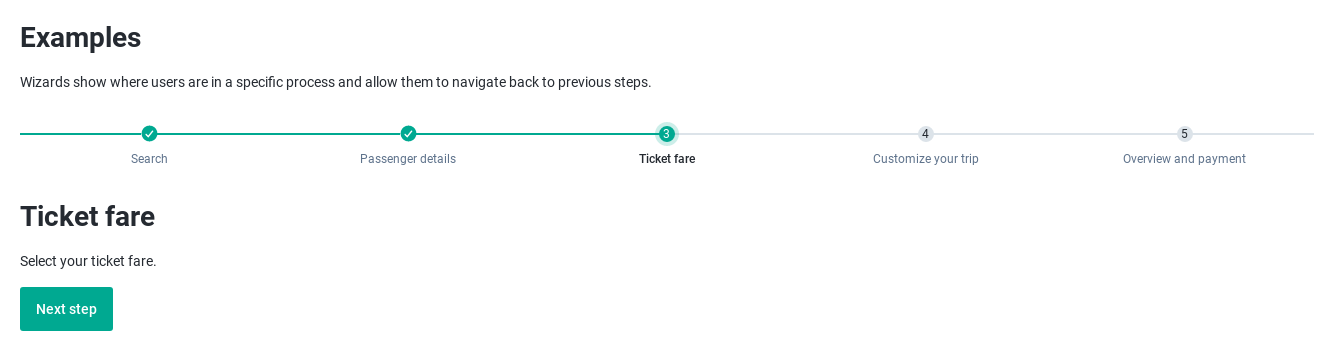 Examples
Wizards show where users are in a specific process and allow them to navigate back to previous steps.
3 4 5
Search Passenger details Ticket fare Customize your trip Overview and payment
Ticket fare
Select your ticket fare.
Next step